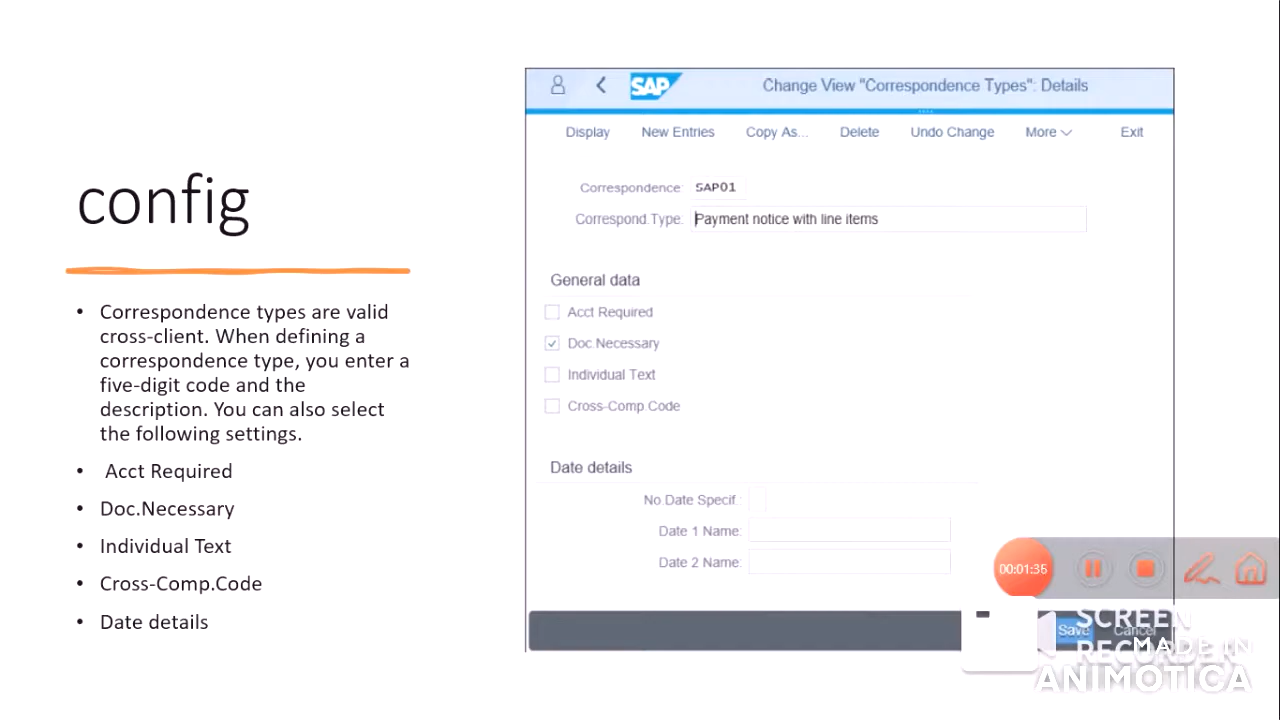 config
• Correspondence types are valid
cross-client. When defining a
correspondence type, you enter a
five-digit code and the
description. You can also select
the following settings.
• Acct Required
• Doc.Necessary
• Individual Text
• Cross-Comp.Code
• Date details
SAP Change View "Correspondence Types": Details
Display New Entries Copy As... Delete Undo Change More Exit
Correspondence: SAP01
Correspond.Type: Payment notice with line items
General data
Acct Required
Doc.Necessary
Individual Text
Cross-Comp.Code
Date details
No.Date Specif.:
Date 1 Name:
Date 2 Name:
00:01:35
Save Cancel
SCREEN
RECORDER
MADE IN
ANIMOTICA